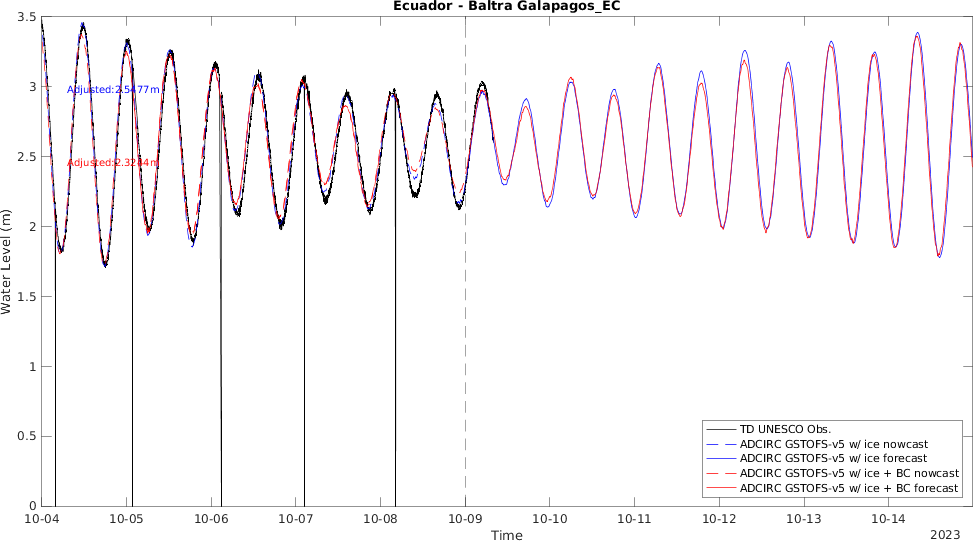 Ecuador - Baltra Galapagos_EC
3.5
3
2.5
2
1.5
1
0.5
0
Water Level (m)
Adjusted:2.5477m
Adjusted:2.3264m
TD UNESCO Obs.
ADCIRC GSTOFS-v5 w/ ice nowcast
ADCIRC GSTOFS-v5 w/ ice forecast
ADCIRC GSTOFS-v5 w/ ice + BC nowcast
ADCIRC GSTOFS-v5 w/ ice + BC forecast
10-04 10-05 10-06 10-07 10-08 10-09 10-10 10-11 10-12 10-13 10-14
Time
2023